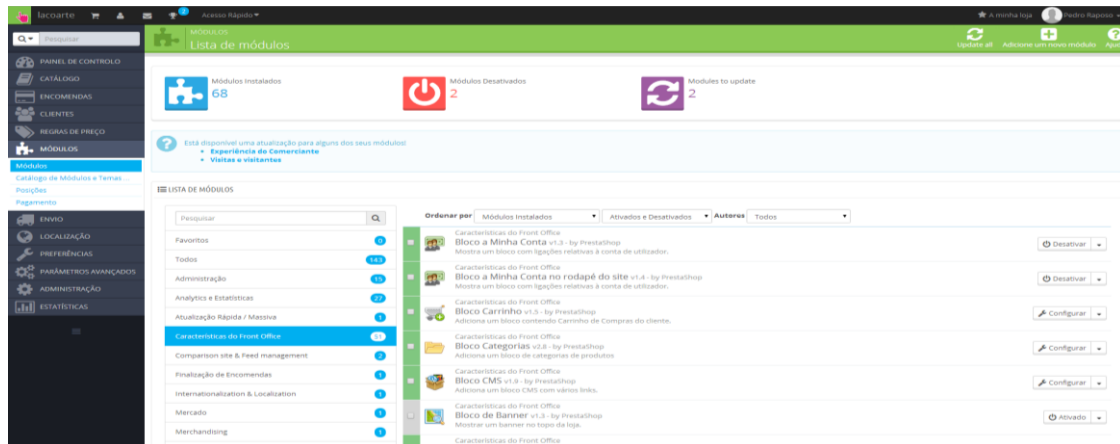 lacoarte
2
Acesso Rápido
A minha loja
Pedro Raposo
Pesquisar
MÓDULOS
Lista de módulos
Update all
Adicione um novo módulo
Ajud
PAINEL DE CONTROLO
CATÁLOGO
ENCOMENDAS
CLIENTES
REGRAS DE PREÇO
MÓDULOS
Módulos
Catálogo de Módulos e Temas ...
Posições
Pagamento
ENVIO
LOCALIZAÇÃO
PREFERÊNCIAS
PARÂMETROS AVANÇADOS
ADMINISTRAÇÃO
ESTATÍSTICAS
Módulos Instalados
68
Módulos Desativados
2
Modules to update
2
Está disponível uma atualização para alguns dos seus módulos!
Experiência do Comerciante
Visitas e visitantes
LISTA DE MÓDULOS
Pesquisar
Favoritos 0
Todos 143
Administração 15
Analytics e Estatísticas 27
Atualização Rápida / Massiva 1
Características do Front Office 51
Comparison site & Feed management 2
Finalização de Encomendas 1
Internationalization & Localization 1
Mercado 1
Merchandising 1
Ordenar por Módulos Instalados Ativados e Desativados Autores Todos
Características do Front Office
Bloco a Minha Conta v1.3 - by PrestaShop
Mostra um bloco com ligações relativas à conta de utilizador.
Desativar
Características do Front Office
Bloco a Minha Conta no rodapé do site v1.4 - by PrestaShop
Mostra um bloco com ligações relativas à conta de utilizador.
Desativar
Características do Front Office
Bloco Carrinho v1.5 - by PrestaShop
Adiciona um bloco contendo Carrinho de Compras do cliente.
Configurar
Características do Front Office
Bloco Categorias v2.8 - by PrestaShop
Adiciona um bloco de categorias de produtos
Configurar
Características do Front Office
Bloco CMS v1.9 - by PrestaShop
Adiciona um bloco CMS com vários links.
Configurar
Características do Front Office
Bloco de Banner v1.3 - by PrestaShop
Mostrar um banner no topo da loja.
Ativado
Características do Front Office